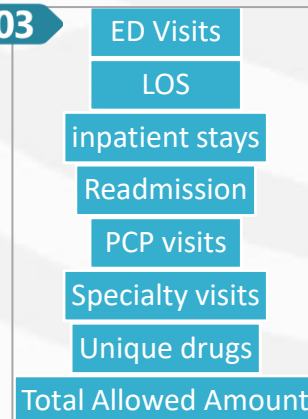 03
ED Visits
LOS
inpatient stays
Readmission
PCP visits
Specialty visits
Unique drugs
Total Allowed Amount